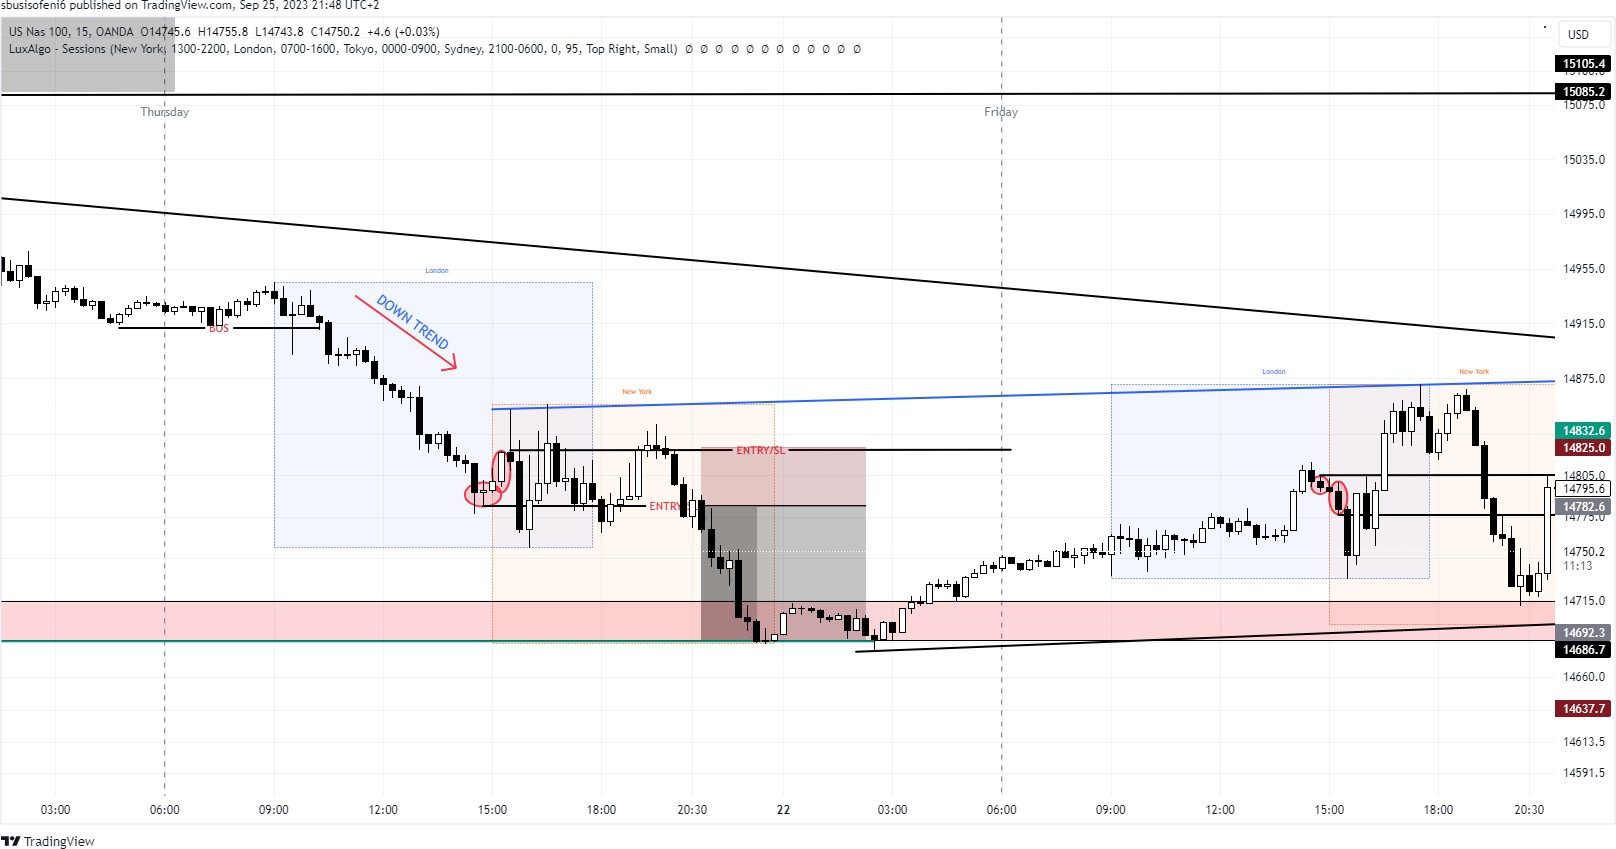 sbusisofeni6 published on TradingView.com, Sep 25, 2023 21:48 UTC+2
US Nas 100, 15, OANDA O14745.6 H14755.8 L14743.8 C14750.2 +4.6 (+0.03%)
USD
LuxAlgo - Sessions (New York, 1300-2200, London, 0700-1600, Tokyo, 0000-0900, Sydney, 2100-0600, 0, 95, Top Right, Small) Ø Ø Ø Ø Ø Ø Ø Ø Ø Ø Ø Ø
15105.4
15085.2
15075.0
Thursday
Friday
15035.0
14995.0
14955.0
London
DOWN TREND
14915.0
BOS
London
New York
14875.0
New York
14832.6
ENTRY/SL
14825.0
14805.0
14795.6
ENTRY
14782.6
14775.0
14750.2
11:13
14715.0
14692.3
14686.7
14660.0
14637.7
14613.5
14591.5
03:00 06:00 09:00 12:00 15:00 18:00 20:30 22 03:00 06:00 09:00 12:00 15:00 18:00 20:30
TradingView